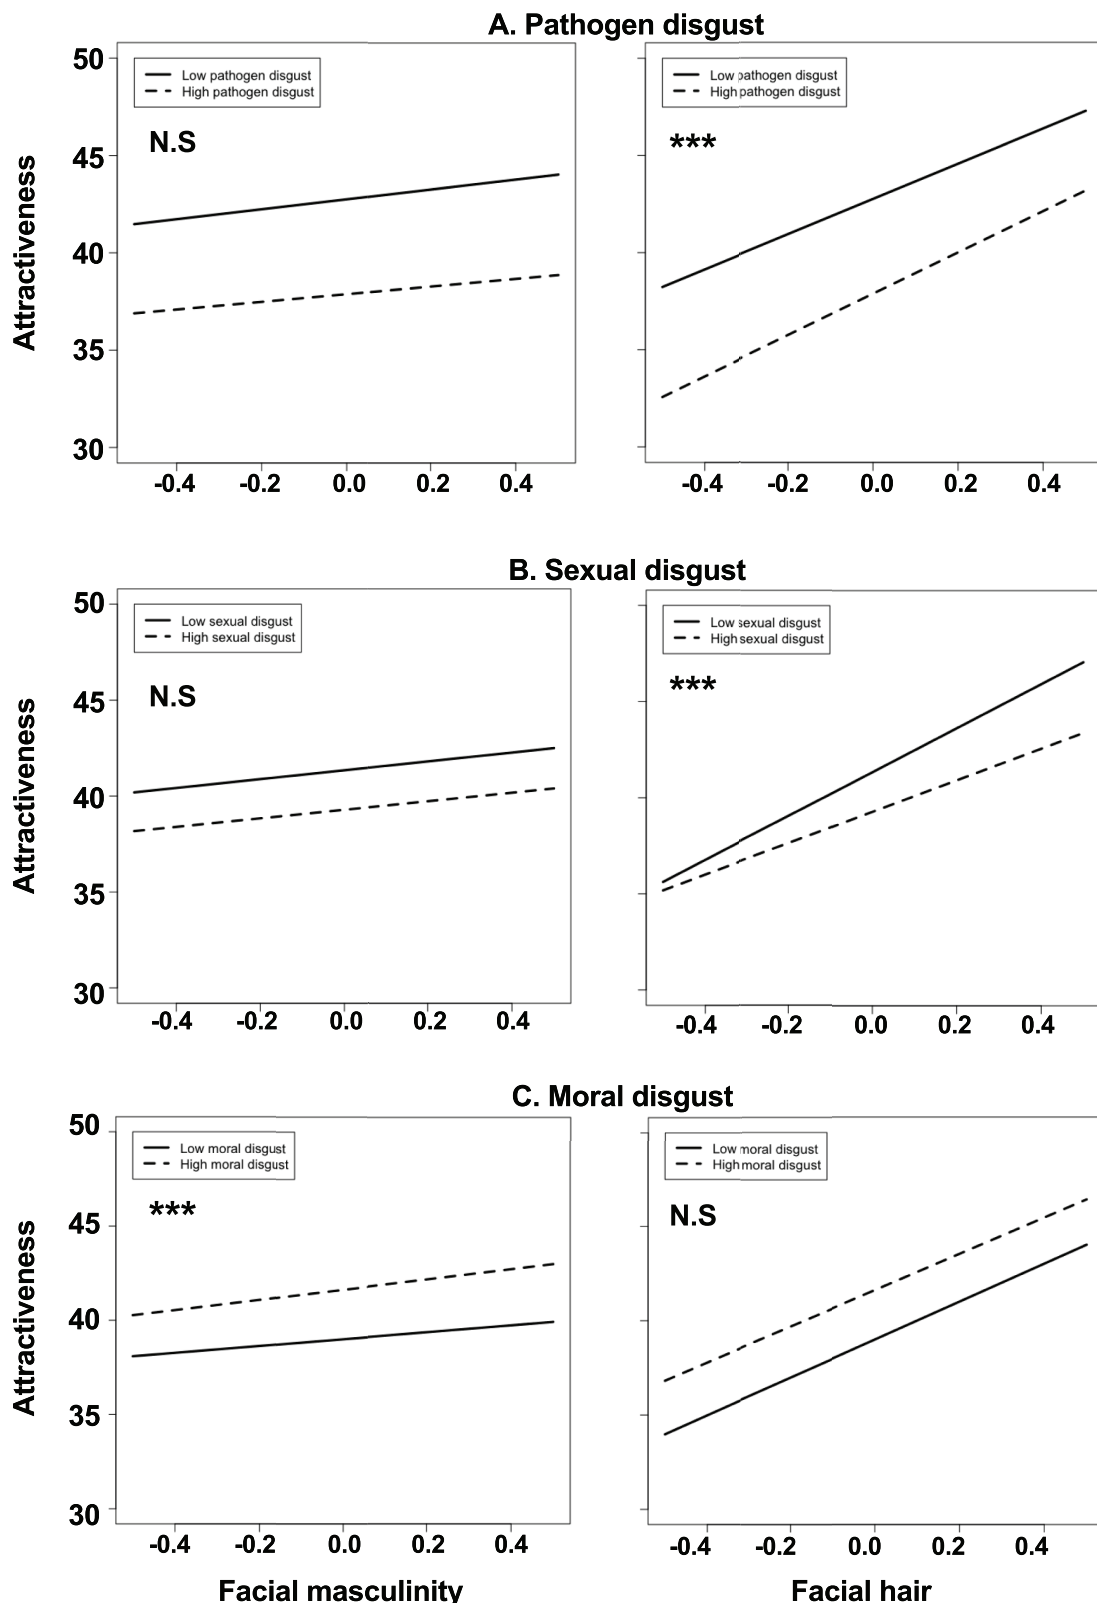 A. Pathogen disgust
Low pathogen disgust
High pathogen disgust
N.S
50
45
40
35
30
Attractiveness
-0.4 -0.2 0.0 0.2 0.4
Low pathogen disgust
High pathogen disgust
***
-0.4 -0.2 0.0 0.2 0.4
B. Sexual disgust
Low sexual disgust
High sexual disgust
N.S
50
45
40
35
30
Attractiveness
-0.4 -0.2 0.0 0.2 0.4
Low sexual disgust
High sexual disgust
***
-0.4 -0.2 0.0 0.2 0.4
C. Moral disgust
Low moral disgust
High moral disgust
***
50
45
40
35
30
Attractiveness
-0.4 -0.2 0.0 0.2 0.4
Facial masculinity
Low moral disgust
High moral disgust
N.S
-0.4 -0.2 0.0 0.2 0.4
Facial hair